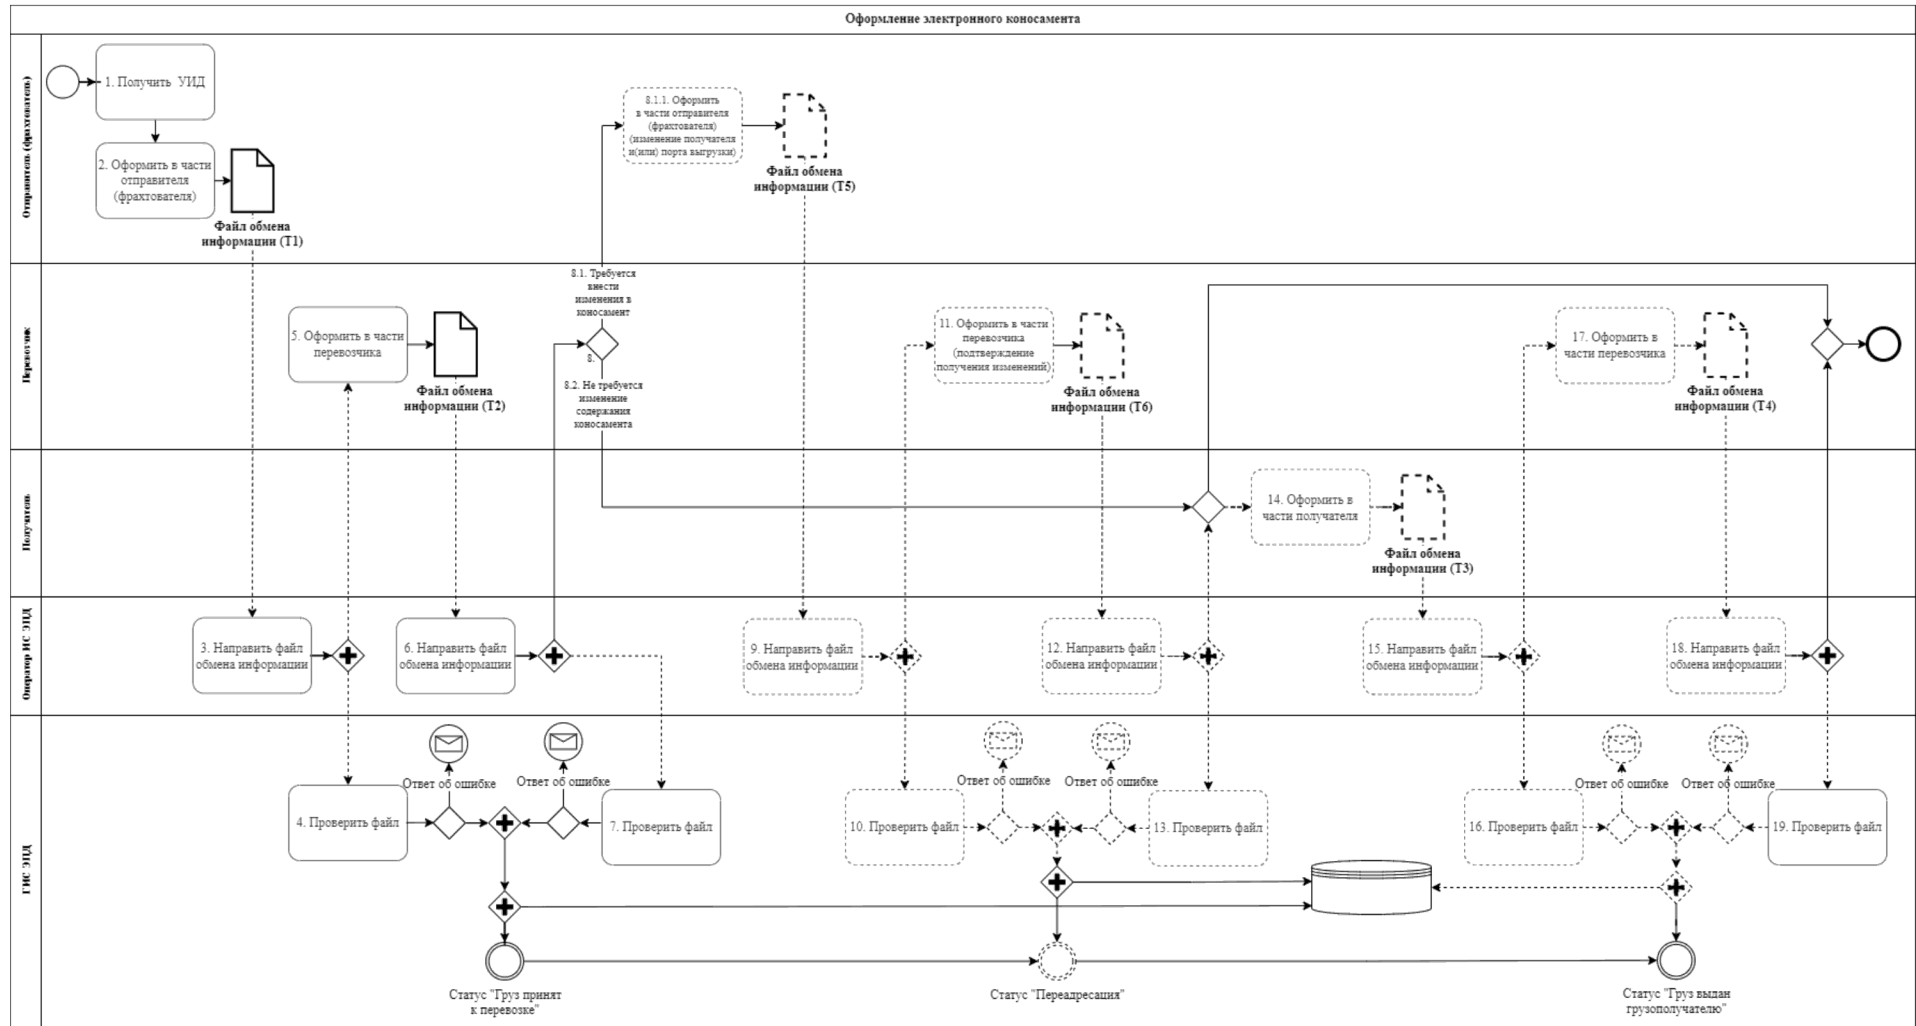 Оформление электронного коносамента
Отправитель (фрахтователь)
1. Получить УИД
2. Оформить в части
отправителя
(фрахтователя)
Файл обмена
информации (Т1)
8.1.1. Оформить
в части отправителя
(фрахтователя)
(изменение получателя
и(или) порта выгрузки)
Файл обмена
информации (Т5)
Перевозчик
5. Оформить в части
перевозчика
Файл обмена
информации (Т2)
8.1. Требуется
внести
изменения в
коносамент
8.
8.2. Не требуется
изменение
содержания
коносамента
11. Оформить в части
перевозчика
(подтверждение
получения изменений)
Файл обмена
информации (Т6)
17. Оформить в
части перевозчика
Файл обмена
информации (Т4)
Получатель
14. Оформить в
части получателя
Файл обмена
информации (Т3)
Оператор ИС ЭПД
3. Направить файл
обмена информации
6. Направить файл
обмена информации
9. Направить файл
обмена информации
12. Направить файл
обмена информации
15. Направить файл
обмена информации
18. Направить файл
обмена информации
ГИС ЭПД
Ответ об ошибке
Ответ об ошибке
Ответ об ошибке
Ответ об ошибке
Ответ об ошибке
Ответ об ошибке
4. Проверить файл
7. Проверить файл
10. Проверить файл
13. Проверить файл
16. Проверить файл
19. Проверить файл
Статус "Груз принят
к перевозке"
Статус "Переадресация"
Статус "Груз выдан
грузополучателю"